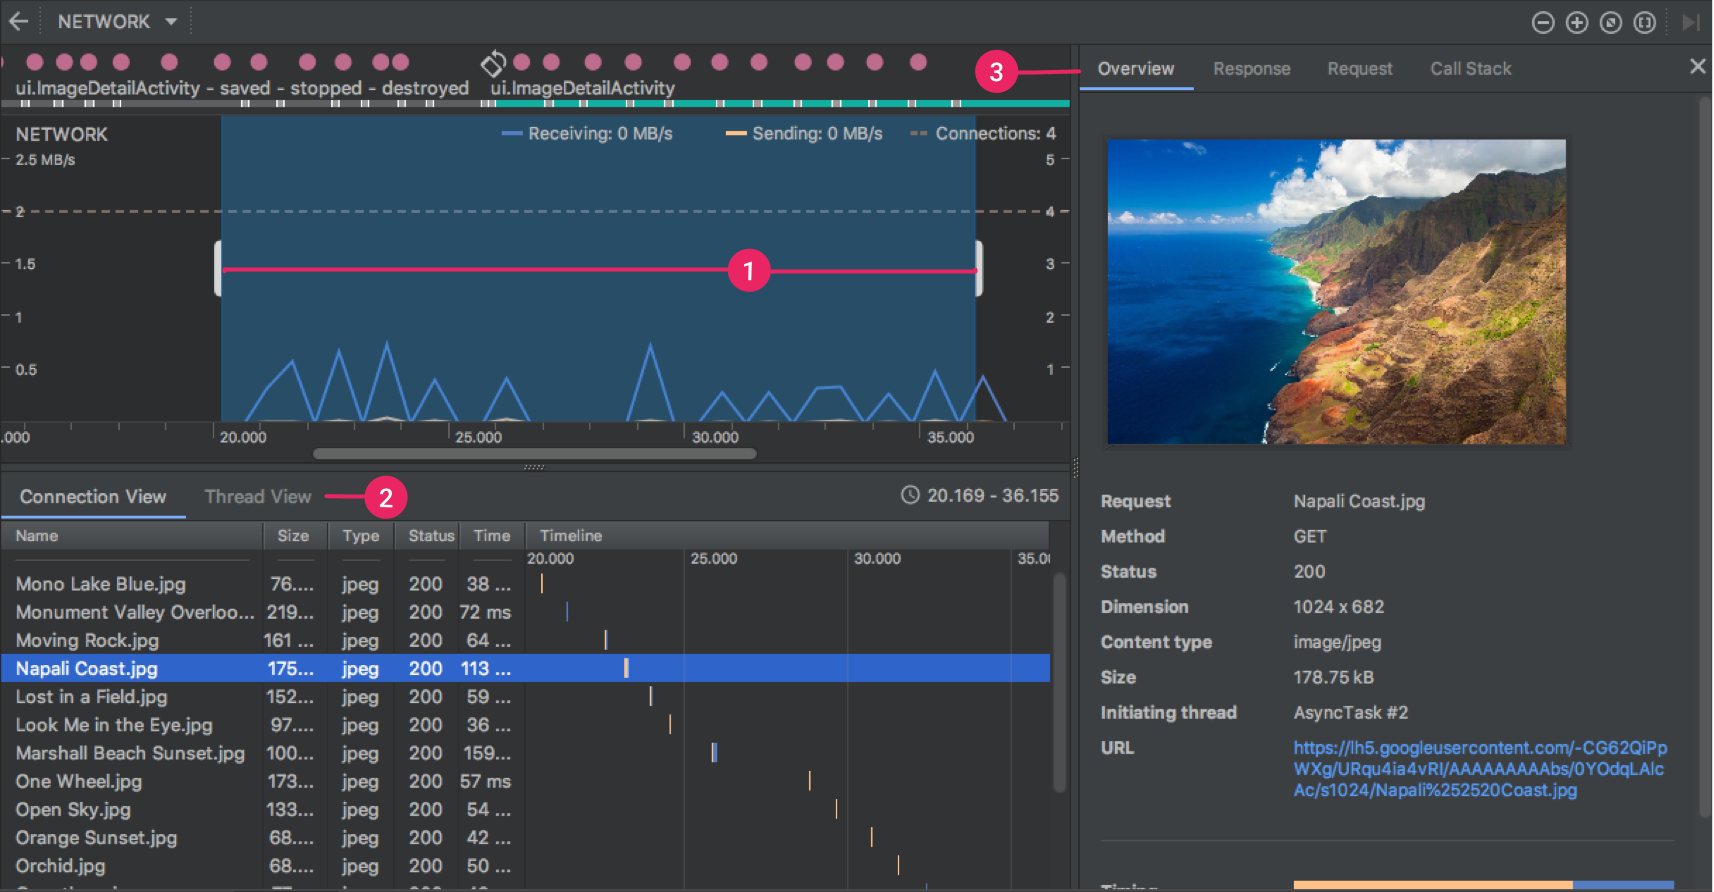 NETWORK
ui.ImageDetailActivity - saved - stopped - destroyed ui.ImageDetailActivity
3
Overview Response Request Call Stack
NETWORK
Receiving: 0 MB/s Sending: 0 MB/s Connections: 4
2.5 MB/s 5
2 4
1.5 3
1
1 2
0.5 1
.000 20.000 25.000 30.000 35.000
Connection View Thread View 2 20.169 - 36.155
Name Size Type Status Time Timeline
20.000 25.000 30.000 35.0
Mono Lake Blue.jpg 76.... jpeg 200 38 ...
Monument Valley Overloo... 219... jpeg 200 72 ms
Moving Rock.jpg 161 ... jpeg 200 64 ...
Napali Coast.jpg 175... jpeg 200 113 ...
Lost in a Field.jpg 152... jpeg 200 59 ...
Look Me in the Eye.jpg 97.... jpeg 200 36 ...
Marshall Beach Sunset.jpg 100... jpeg 200 159...
One Wheel.jpg 173... jpeg 200 57 ms
Open Sky.jpg 133... jpeg 200 54 ...
Orange Sunset.jpg 68.... jpeg 200 42 ...
Orchid.jpg 68.... jpeg 200 50 ...
Request Napali Coast.jpg
Method GET
Status 200
Dimension 1024 x 682
Content type image/jpeg
Size 178.75 kB
Initiating thread AsyncTask #2
URL https://lh5.googleusercontent.com/-CG62QiPp
WXg/URqu4ia4vRI/AAAAAAAAAbs/0YOdqLAlc
Ac/s1024/Napali%252520Coast.jpg
Timing